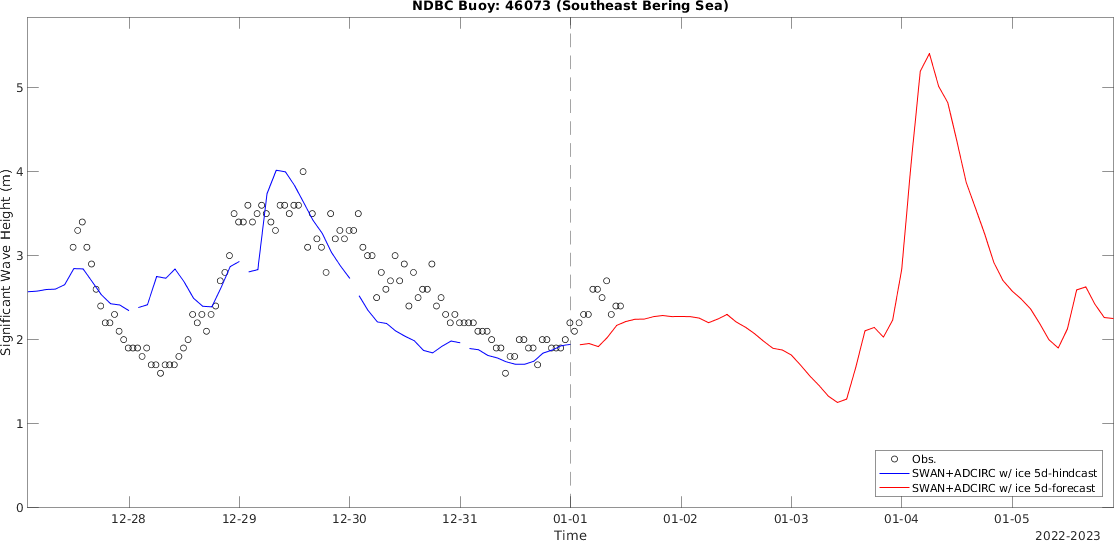 NDBC Buoy: 46073 (Southeast Bering Sea)
Significant Wave Height (m)
5
4
3
2
1
0
12-28
12-29
12-30
12-31
01-01
01-02
01-03
01-04
01-05
Time
2022-2023
Obs.
SWAN+ADCIRC w/ ice 5d-hindcast
SWAN+ADCIRC w/ ice 5d-forecast